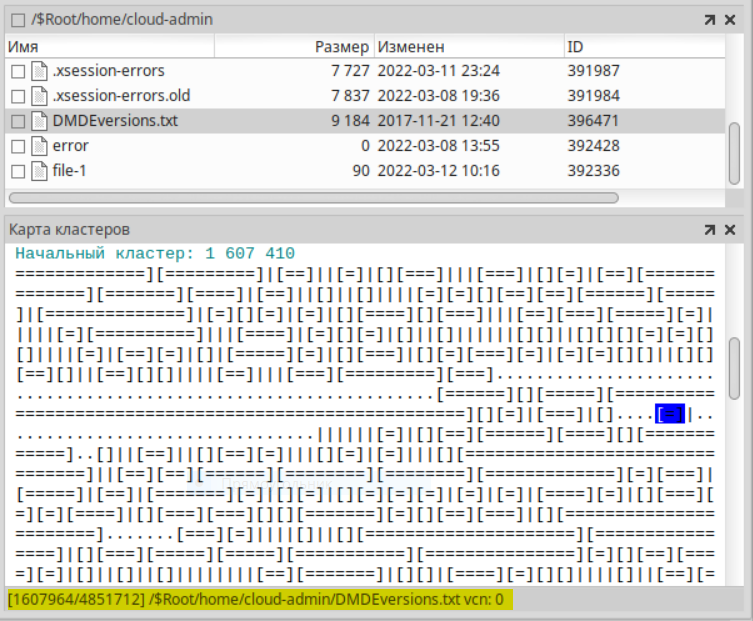 /$Root/home/cloud-admin
Имя Размер Изменен ID
.xsession-errors 7 727 2022-03-11 23:24 391987
.xsession-errors.old 7 837 2022-03-08 19:36 391984
DMDEversions.txt 9 184 2017-11-21 12:40 396471
error 0 2022-03-08 13:55 392428
file-1 90 2022-03-12 10:16 392336
Карта кластеров
Начальный кластер: 1 607 410
[1607964/4851712] /$Root/home/cloud-admin/DMDEversions.txt vcn: 0